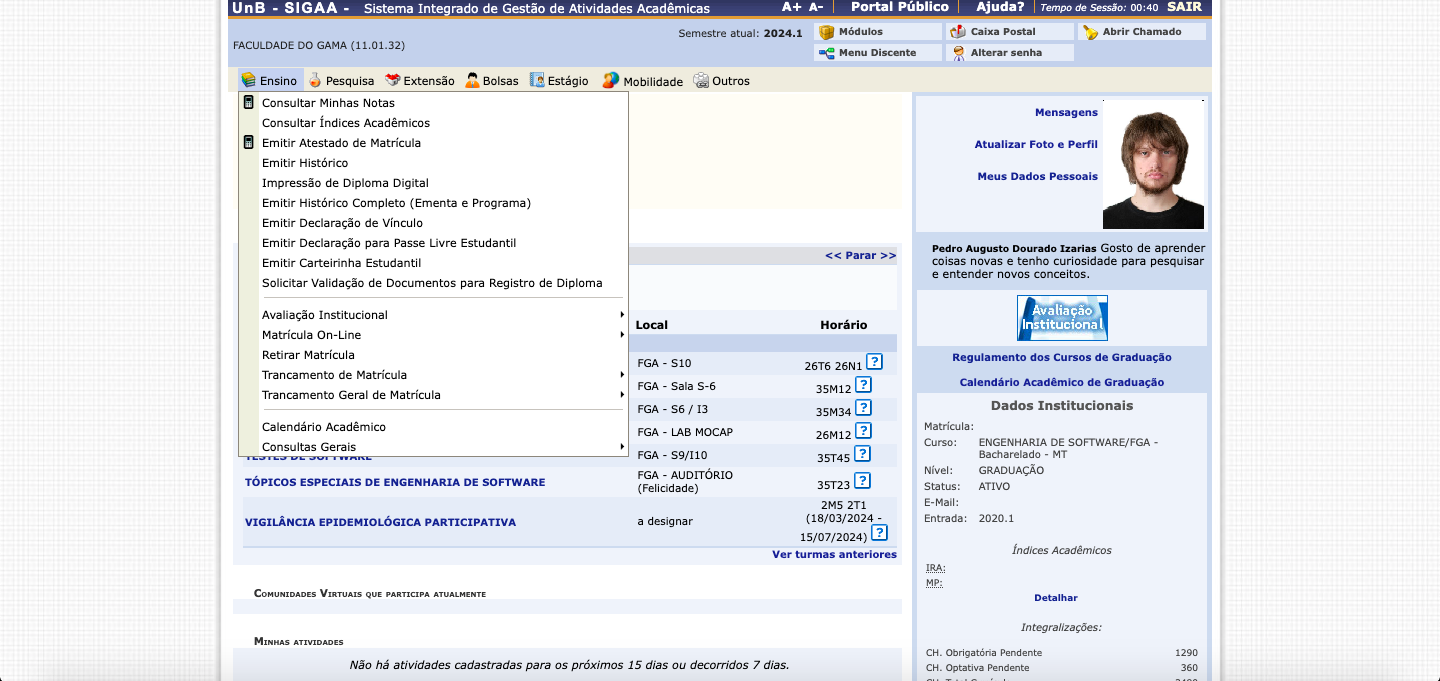 UnB - SIGAA -
Sistema Integrado de Gestão de Atividades Acadêmicas
A+ A-
Portal Público
Ajuda?
Tempo de Sessão: 00:40
SAIR
FACULDADE DO GAMA (11.01.32)
Semestre atual: 2024.1
Módulos
Caixa Postal
Abrir Chamado
Menu Discente
Alterar senha
Ensino
Pesquisa
Extensão
Bolsas
Estágio
Mobilidade
Outros
Consultar Minhas Notas
Consultar Índices Acadêmicos
Emitir Atestado de Matrícula
Emitir Histórico
Impressão de Diploma Digital
Emitir Histórico Completo (Ementa e Programa)
Emitir Declaração de Vínculo
Emitir Declaração para Passe Livre Estudantil
Emitir Carteirinha Estudantil
Solicitar Validação de Documentos para Registro de Diploma
Avaliação Institucional
Matrícula On-Line
Retirar Matrícula
Trancamento de Matrícula
Trancamento Geral de Matrícula
Calendário Acadêmico
Consultas Gerais
<< Parar >>
Local Horário
FGA - S10 26T6 26N1 ?
FGA - Sala S-6 35M12 ?
FGA - S6 / I3 35M34 ?
FGA - LAB MOCAP 26M12 ?
TESTES DE SOFTWARE FGA - S9/I10 35T45 ?
TÓPICOS ESPECIAIS DE ENGENHARIA DE SOFTWARE
FGA - AUDITÓRIO
(Felicidade)
35T23 ?
VIGILÂNCIA EPIDEMIOLÓGICA PARTICIPATIVA
a designar
2M5 2T1
(18/03/2024 -
15/07/2024) ?
Ver turmas anteriores
Comunidades Virtuais que participa atualmente
Minhas atividades
Não há atividades cadastradas para os próximos 15 dias ou decorridos 7 dias.
Mensagens
Atualizar Foto e Perfil
Meus Dados Pessoais
Pedro Augusto Dourado Izarias Gosto de aprender
coisas novas e tenho curiosidade para pesquisar
e entender novos conceitos.
Avaliação
Institucional
Regulamento dos Cursos de Graduação
Calendário Acadêmico de Graduação
Dados Institucionais
Matrícula:
Curso: ENGENHARIA DE SOFTWARE/FGA -
Bacharelado - MT
Nível: GRADUAÇÃO
Status: ATIVO
E-Mail:
Entrada: 2020.1
Índices Acadêmicos
IRA:
MP:
Detalhar
Integralizações:
CH. Obrigatória Pendente 1290
CH. Optativa Pendente 360